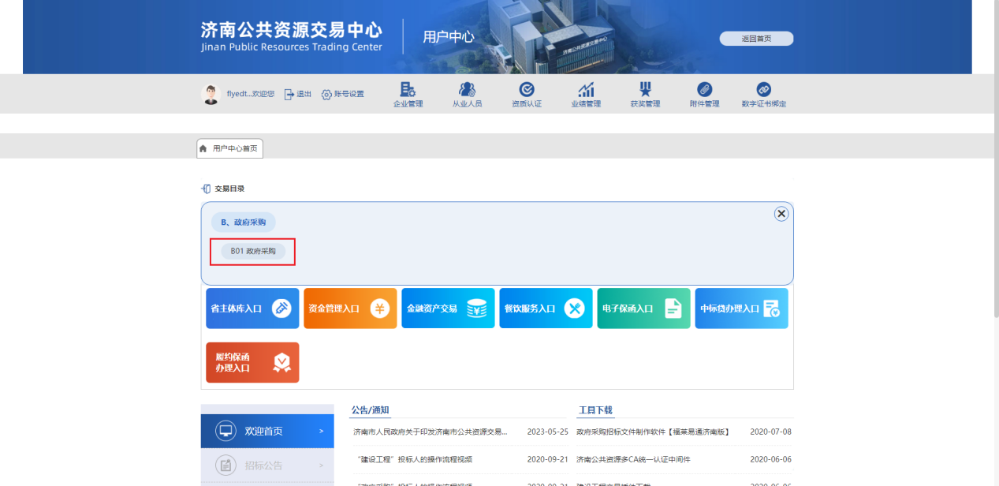 济南公共资源交易中心
Jinan Public Resources Trading Center
用户中心
济南公共资源交易中心
返回首页
flyedt...欢迎您
退出
账号设置
企业管理
从业人员
资质认证
业绩管理
获奖管理
附件管理
数字证书绑定
用户中心首页
交易目录
B、政府采购
B01 政府采购
省主体库入口
资金管理入口
金融资产交易
餐饮服务入口
电子保函入口
中标贷办理入口
履约保函
办理入口
欢迎首页 >
招标公告 >
公告/通知
济南市人民政府关于印发济南市公共资源交易... 2023-05-25
“建设工程”投标人的操作流程视频 2020-09-21
工具下载
政府采购招标文件制作软件【福莱易通济南版】 2020-07-08
济南公共资源多CA统一认证中间件 2020-06-06